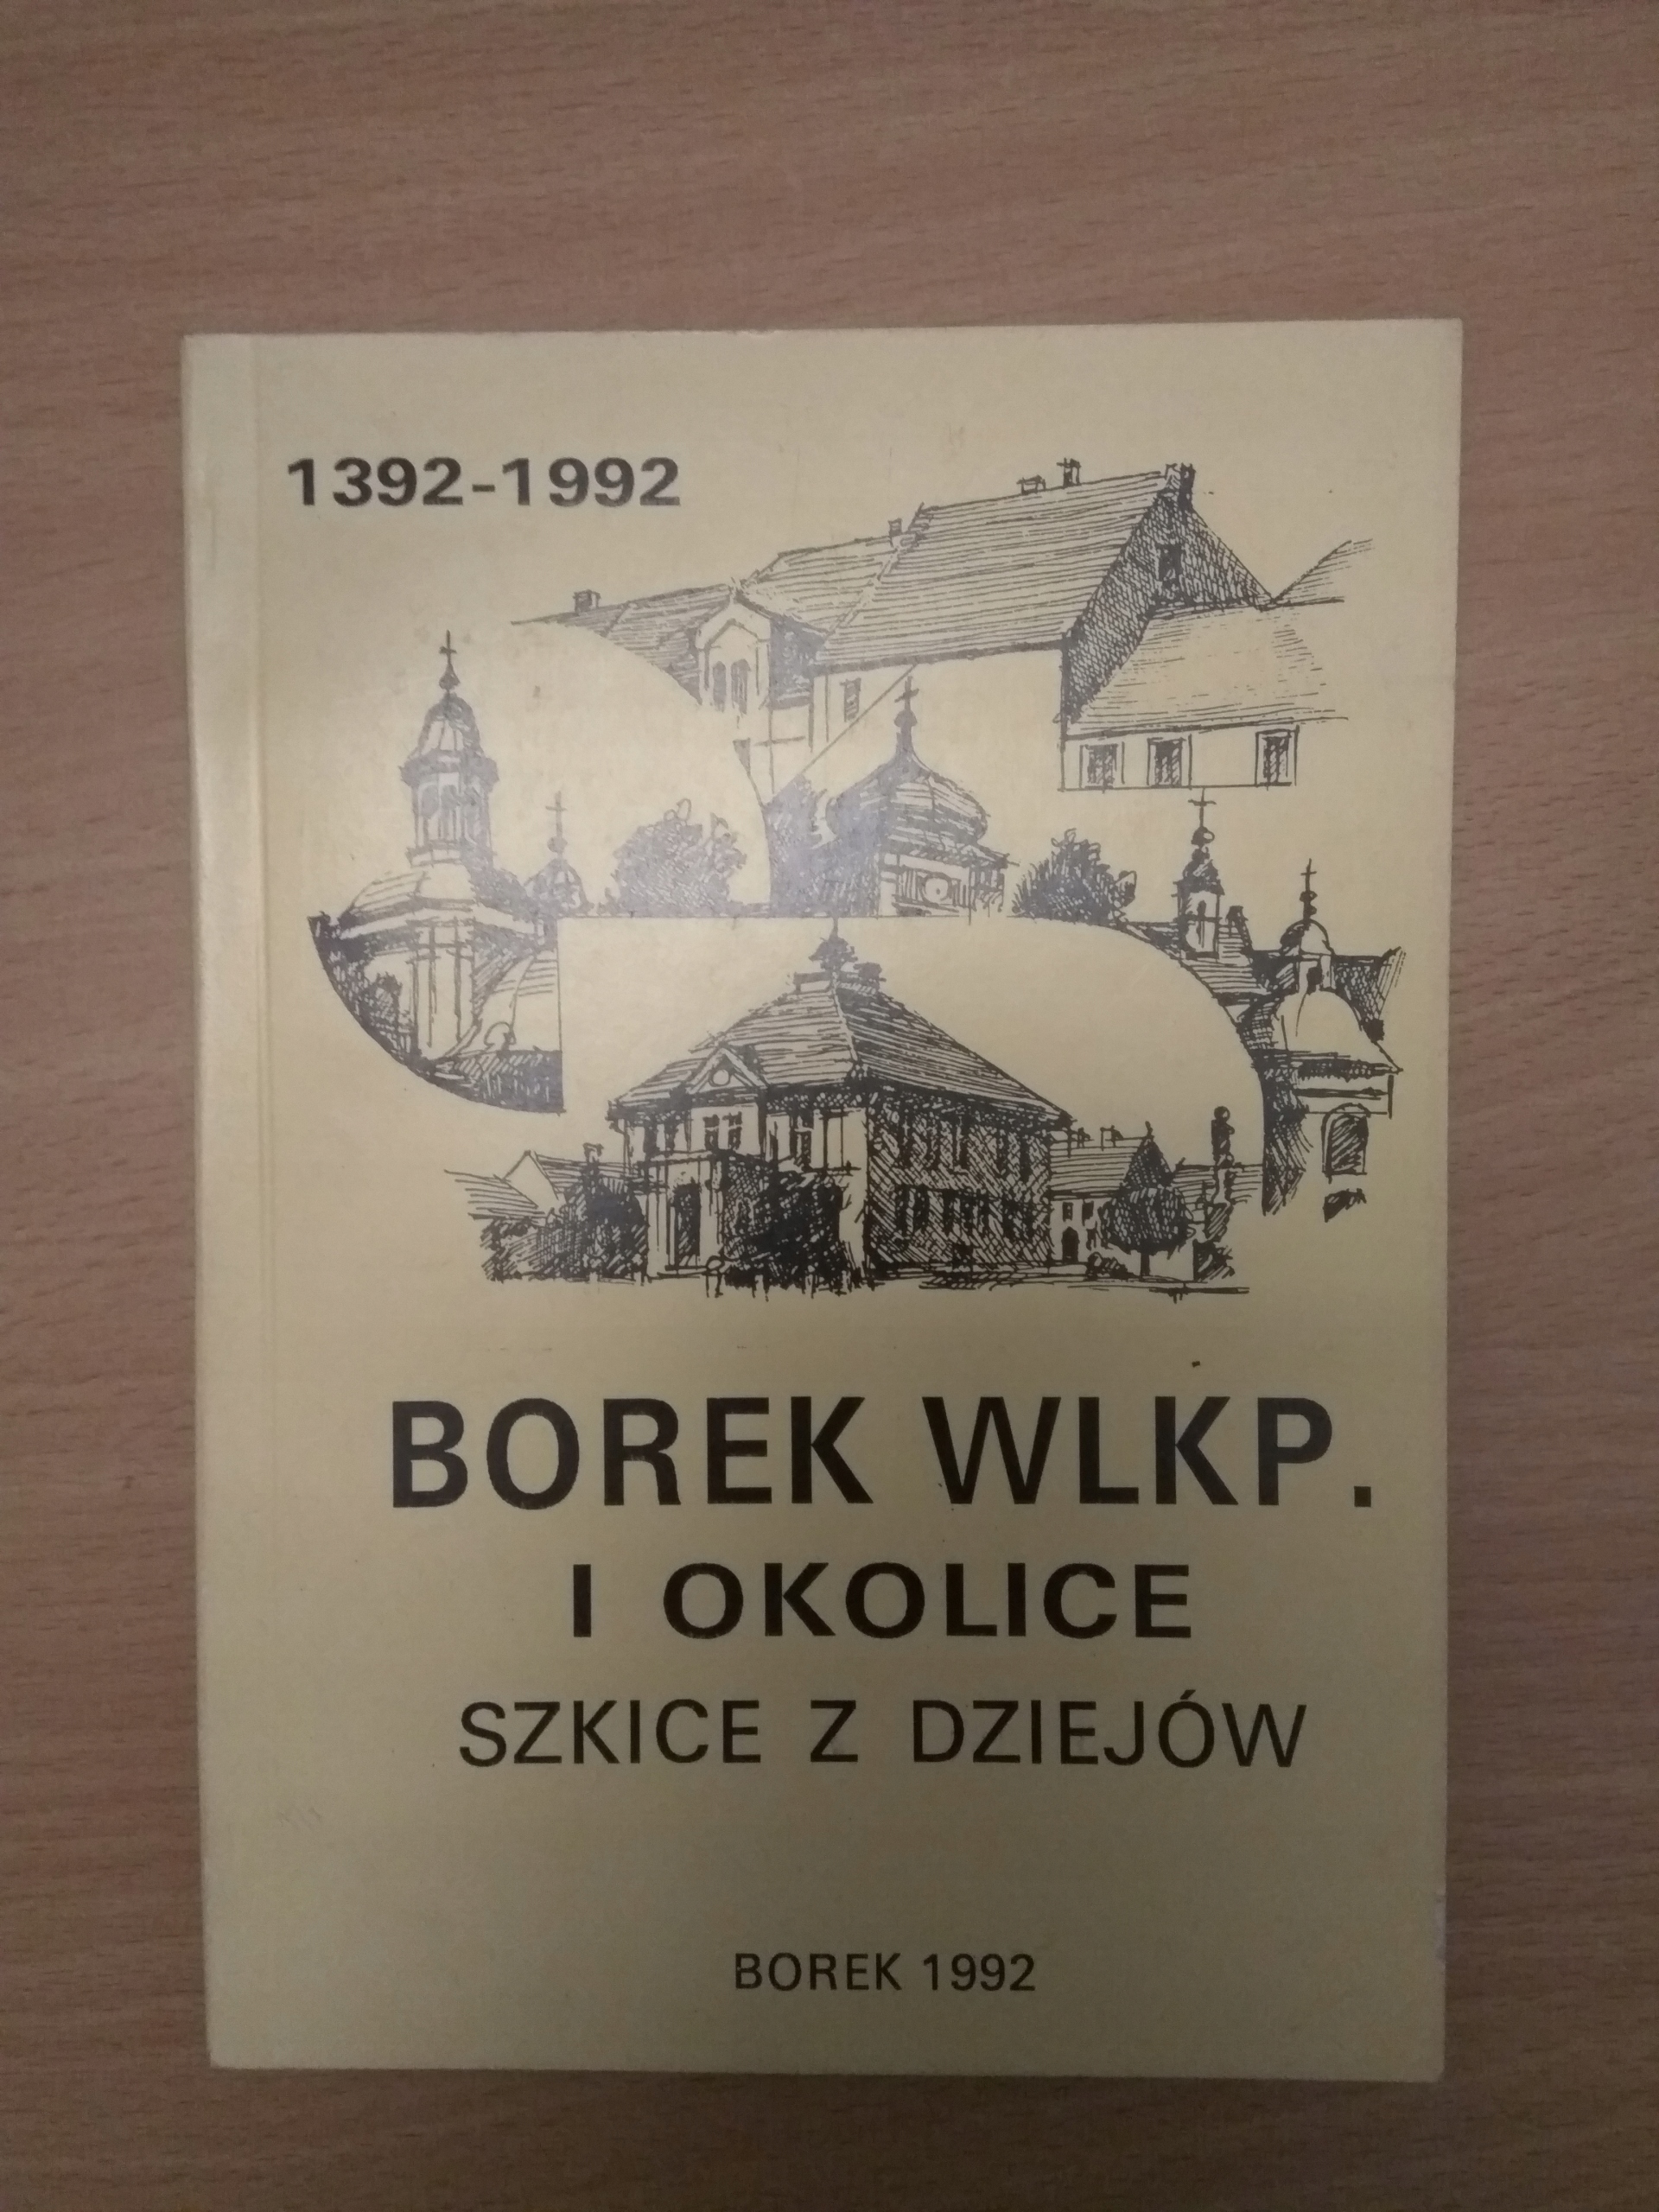 1392-1992
BOREK WLKP.
I OKOLICE
SZKICE Z DZIEJÓW
BOREK 1992